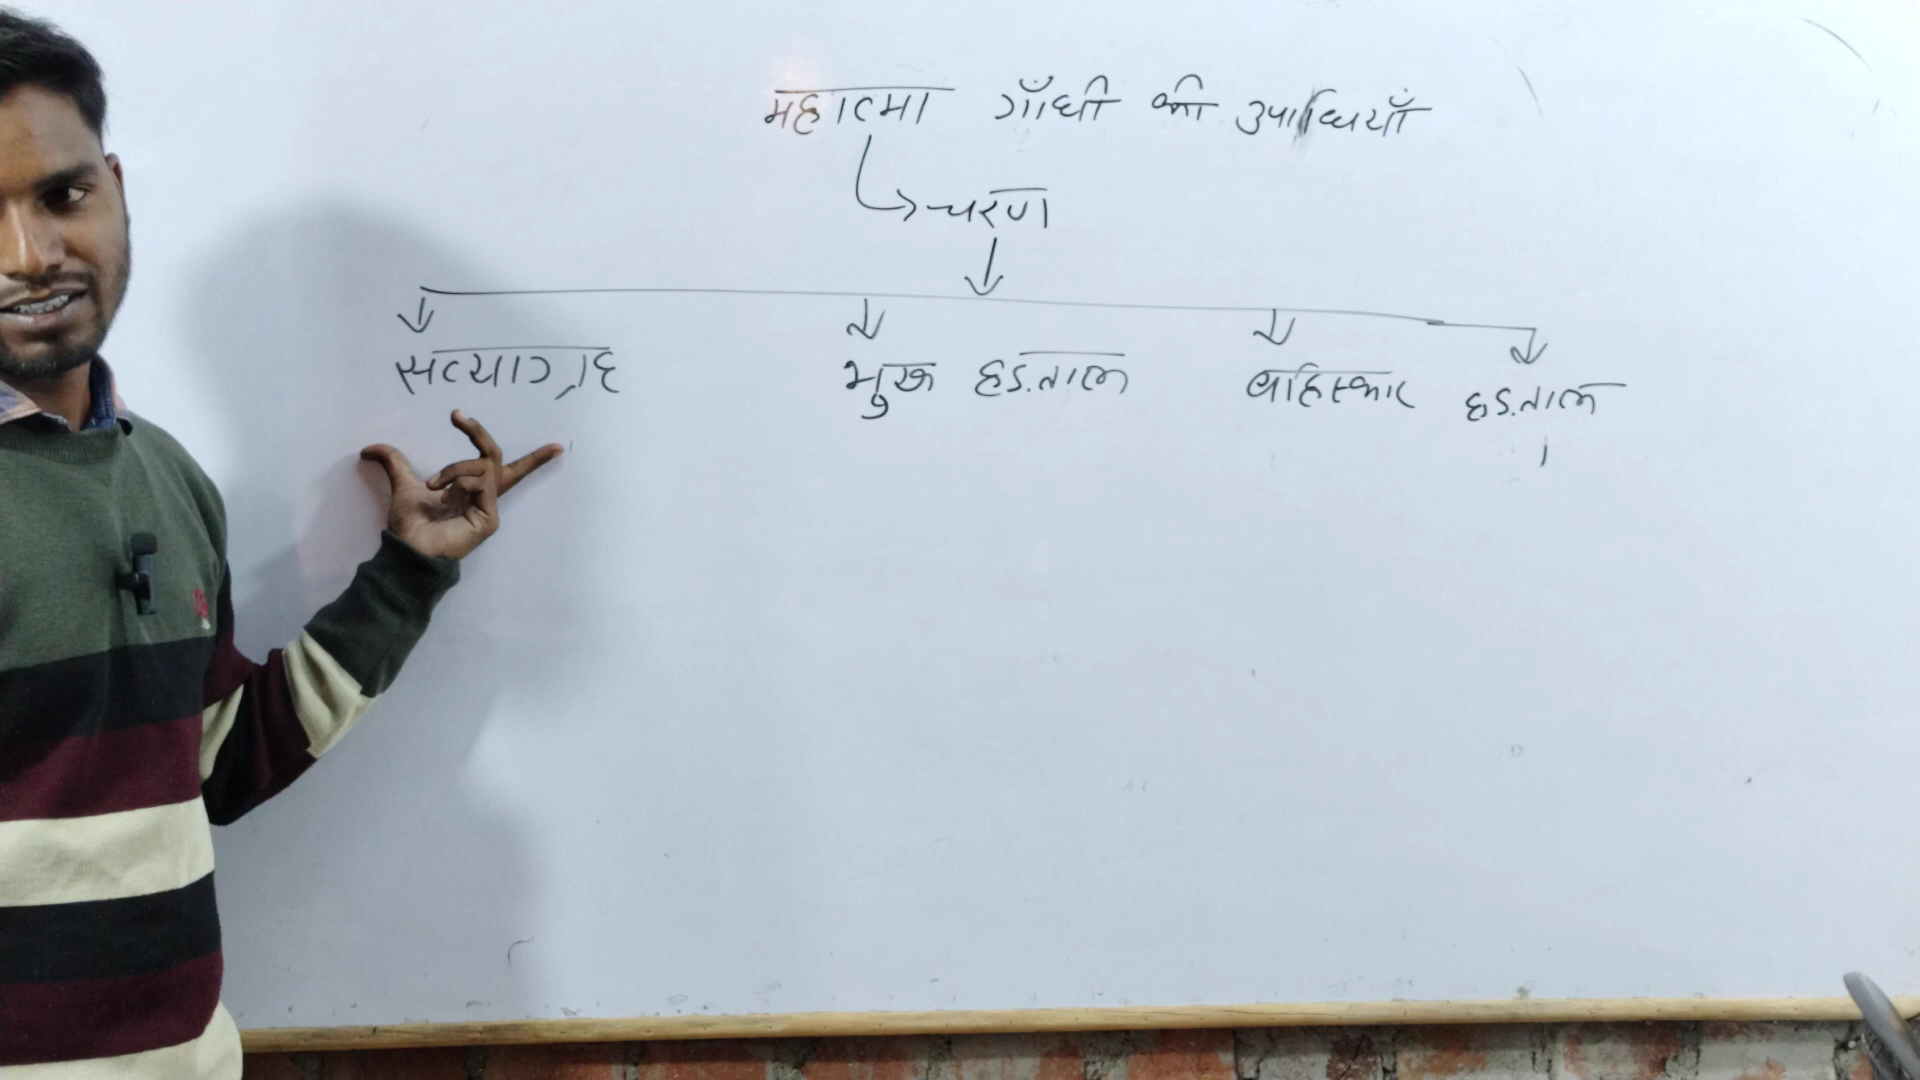 महात्मा गाँधी की उपाधियाँ
चरण
सत्याग्रह भुख हड़ताल बहिस्कार हड़ताल